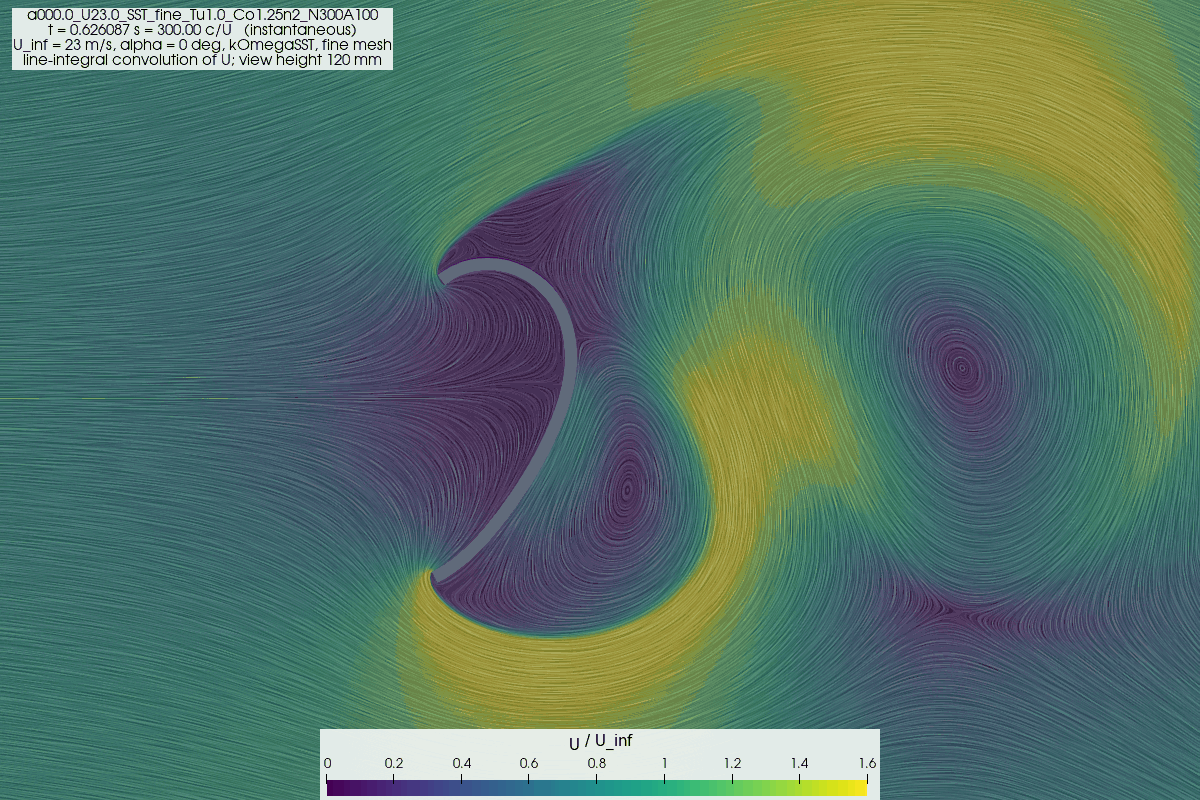 a000.0_U23.0_SST_fine_Tu1.0_Co1.25n2_N300A100
t = 0.626087 s = 300.00 c/U (instantaneous)
U_inf = 23 m/s, alpha = 0 deg, kOmegaSST, fine mesh
line-integral convolution of U; view height 120 mm
U / U_inf
0 0.2 0.4 0.6 0.8 1 1.2 1.4 1.6